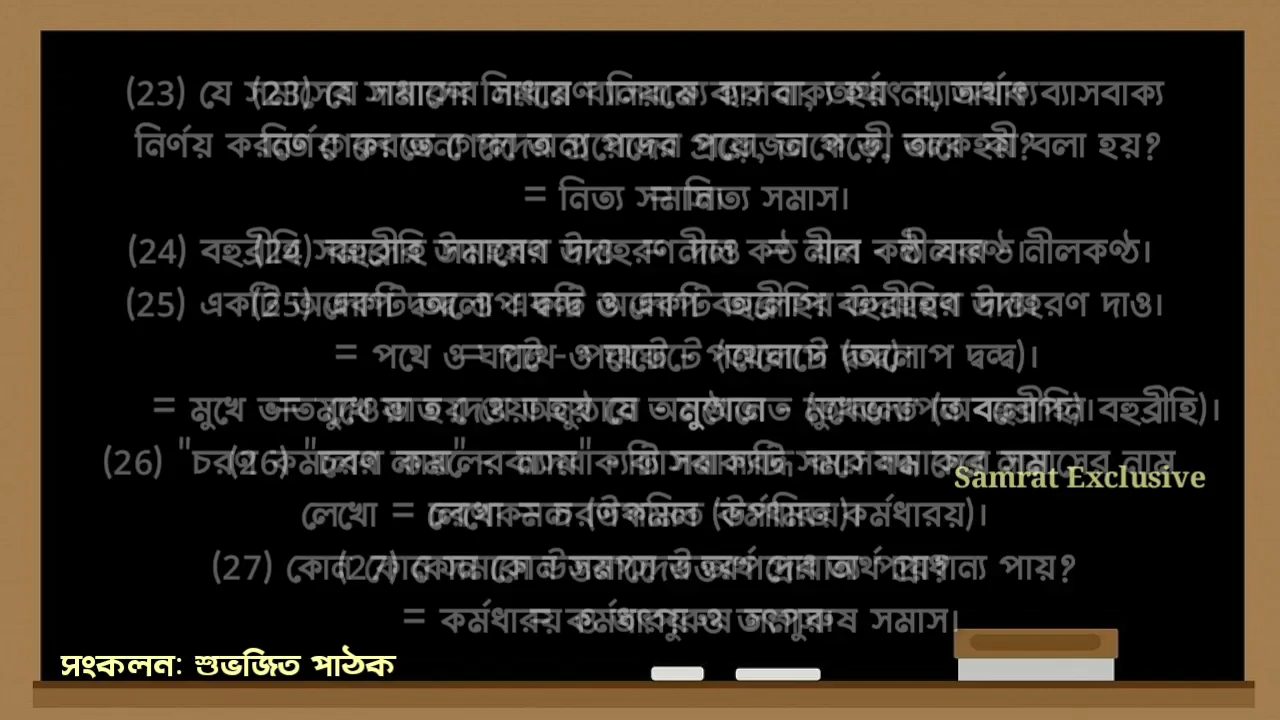 (23) যে সমাসের সাধারণ নিয়মে ব্যাসবাক্য হয় না, অর্থাৎ ব্যাসবাক্য
নির্ণয় করতে গেলে অন্য পদের প্রয়োজন পড়ে, তাকে কী বলা হয়?
= নিত্য সমাস।
(24) বহুব্রীহি সমাসের উদাহরণ দাও - নীল কণ্ঠ যার - নীলকণ্ঠ।
(25) একটি অলোপ দ্বন্দ্ব ও একটি অলোপ বহুব্রীহির উদাহরণ দাও।
= পথে ও ঘাটে - পথেঘাটে (অলোপ দ্বন্দ্ব)।
= মুখে ভাত দেওয়া হয় যে অনুষ্ঠানে - মুখেভাত (অলোপ বহুব্রীহি)।
(26) "চরণ কমলের ন্যায়" - ব্যাসবাক্যটি সমাসবদ্ধ করে সমাসের নাম
Samrat Exclusive
লেখো = চরণকমল (উপমিত কর্মধারয়)।
(27) কোন কোন সমাসে উত্তরপদের অর্থ প্রাধান্য পায়?
= কর্মধারয় ও তৎপুরুষ সমাস।
সংকলন: শুভজিত পাঠক